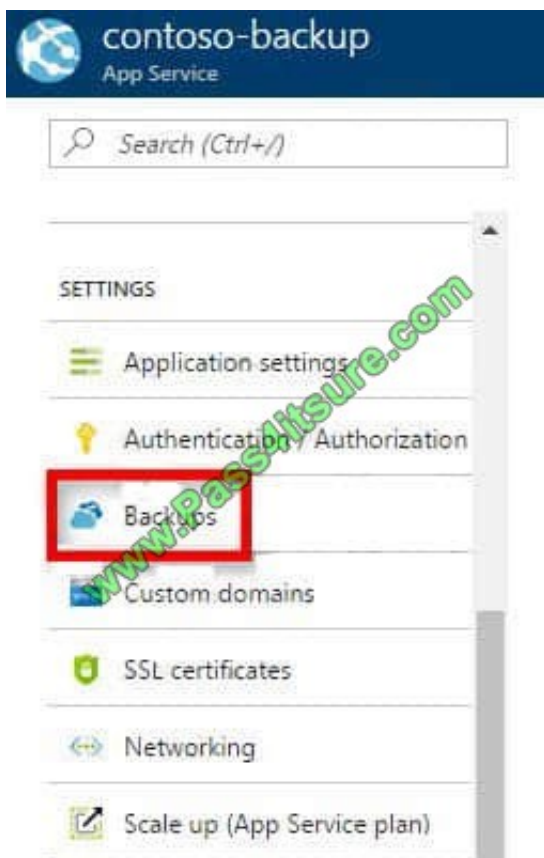 contoso-backup
App Service
Search (Ctrl+/)
SETTINGS
Application settings
Authentication / Authorization
Backups
Custom domains
SSL certificates
Networking
Scale up (App Service plan)
www.Pass4itsure.com